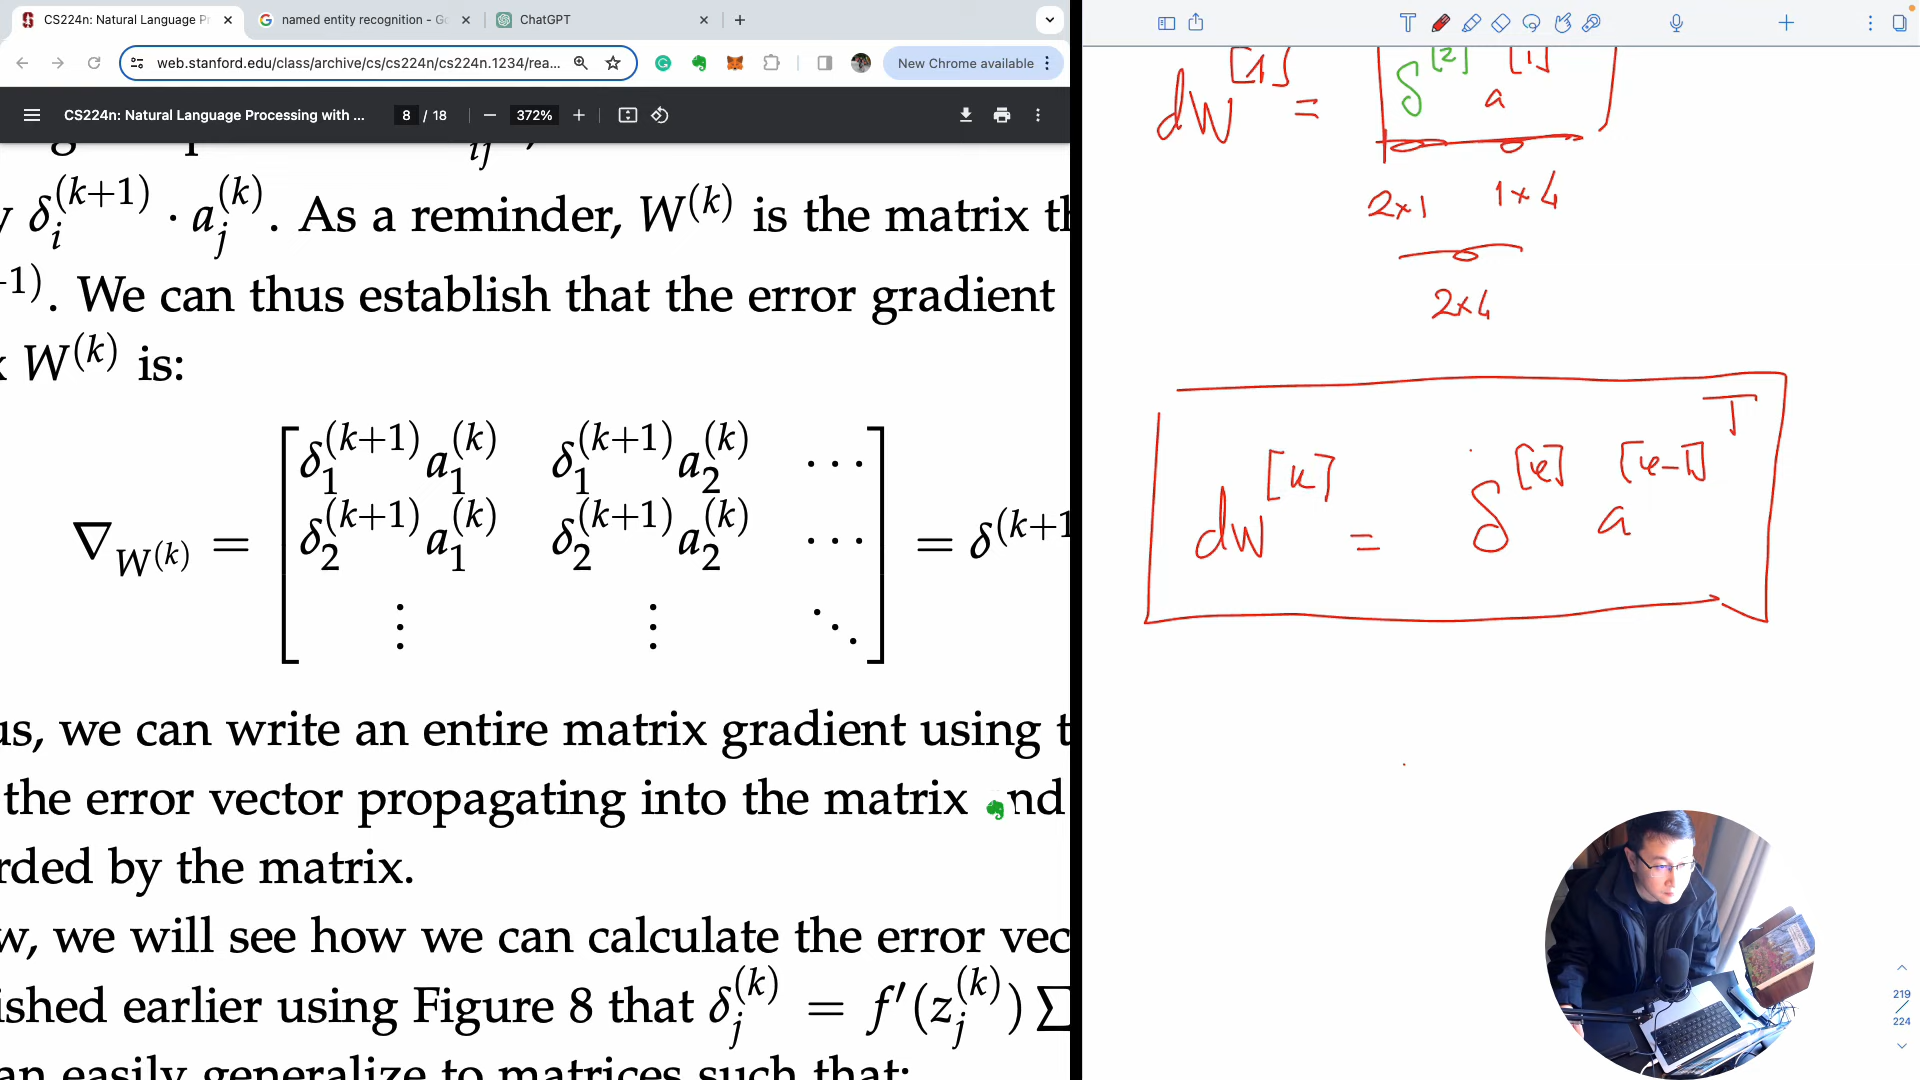 CS224n: Natural Language Pr
named entity recognition - Go
ChatGPT
web.stanford.edu/class/archive/cs/cs224n/cs224n.1234/rea...
New Chrome available
CS224n: Natural Language Processing with ...
8 / 18
372%
ij
δ_i^{(k+1)} · a_j^{(k)}. As a reminder, W^{(k)} is the matrix
+1). We can thus establish that the error gradient
W^{(k)} is:
∇_{W^{(k)}} = [δ_1^{(k+1)} a_1^{(k)} δ_1^{(k+1)} a_2^{(k)} ⋯
δ_2^{(k+1)} a_1^{(k)} δ_2^{(k+1)} a_2^{(k)} ⋯
⋮ ⋮ ⋱] = δ^{(k+1
us, we can write an entire matrix gradient using t
the error vector propagating into the matrix and
rded by the matrix.
w, we will see how we can calculate the error vec
ished earlier using Figure 8 that δ_j^{(k)} = f′(z_j^{(k)}) ∑
an easily generalize to matrices such that:
dW^{[1]} = δ^{[2]} a^{[1]}
2×1 1×4
2×4
dW^{[k]} = δ^{[k]} a^{[k-1]T}
219
224